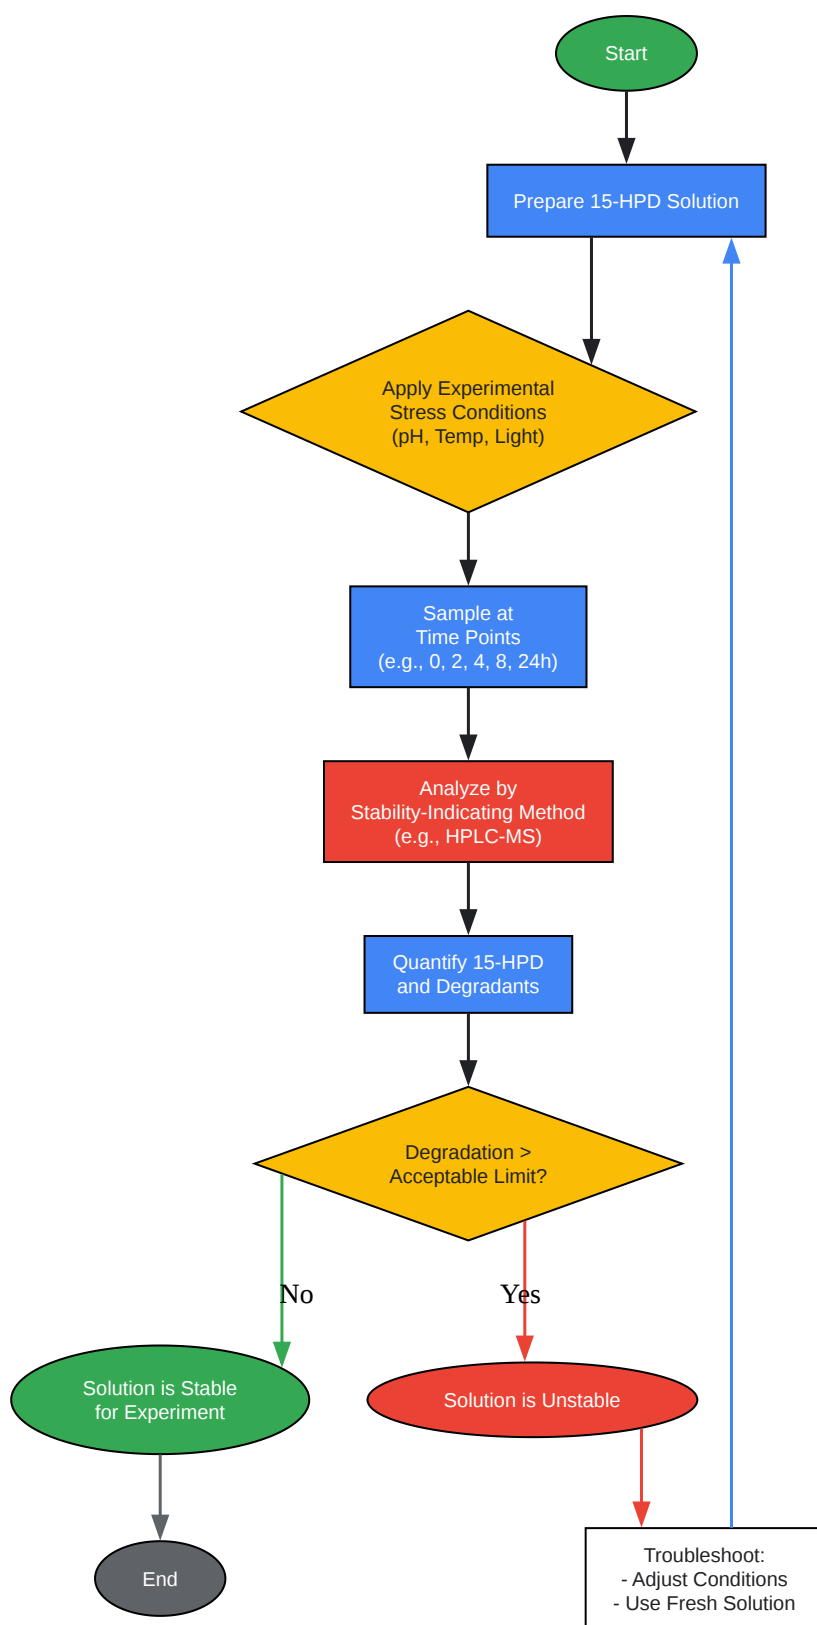 Start
Prepare 15-HPD Solution
Apply Experimental
Stress Conditions
(pH, Temp, Light)
Sample at
Time Points
(e.g., 0, 2, 4, 8, 24h)
Analyze by
Stability-Indicating Method
(e.g., HPLC-MS)
Quantify 15-HPD
and Degradants
Degradation >
Acceptable Limit?
No
Yes
Solution is Stable
for Experiment
Solution is Unstable
End
Troubleshoot:
- Adjust Conditions
- Use Fresh Solution